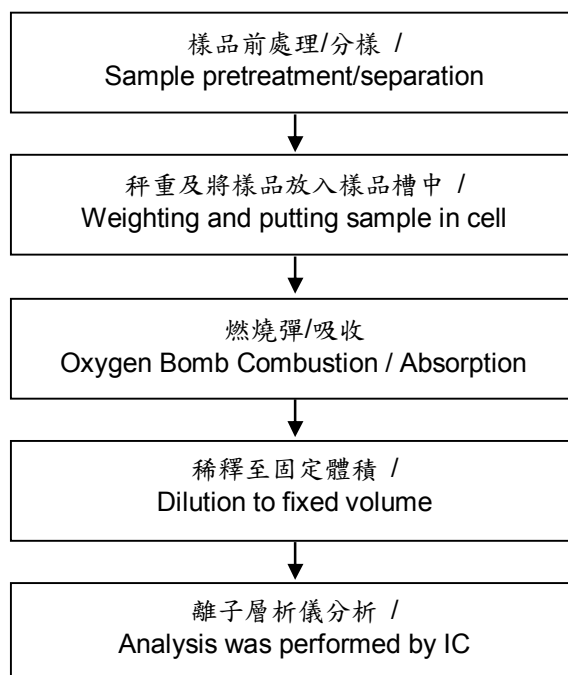 樣品前處理/分樣 /
Sample pretreatment/separation
秤重及將樣品放入樣品槽中 /
Weighting and putting sample in cell
燃燒彈/吸收
Oxygen Bomb Combustion / Absorption
稀釋至固定體積 /
Dilution to fixed volume
離子層析儀分析 /
Analysis was performed by IC